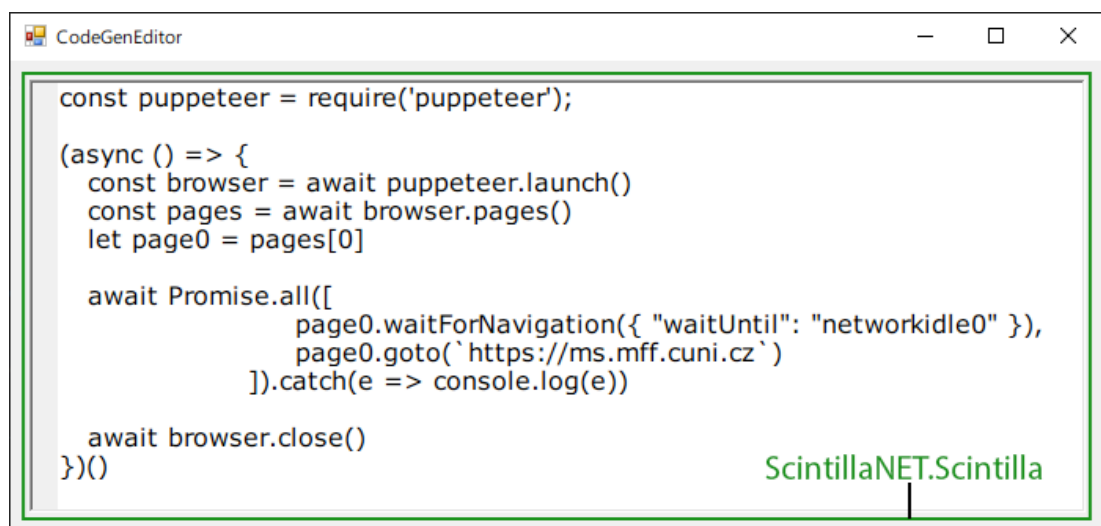 CodeGenEditor
const puppeteer = require('puppeteer');
(async () => {
  const browser = await puppeteer.launch()
  const pages = await browser.pages()
  let page0 = pages[0]
  await Promise.all([
                 page0.waitForNavigation({ "waitUntil": "networkidle0" }),
                 page0.goto(`https://ms.mff.cuni.cz`)
             ]).catch(e => console.log(e))
  await browser.close()
})()
ScintillaNET.Scintilla